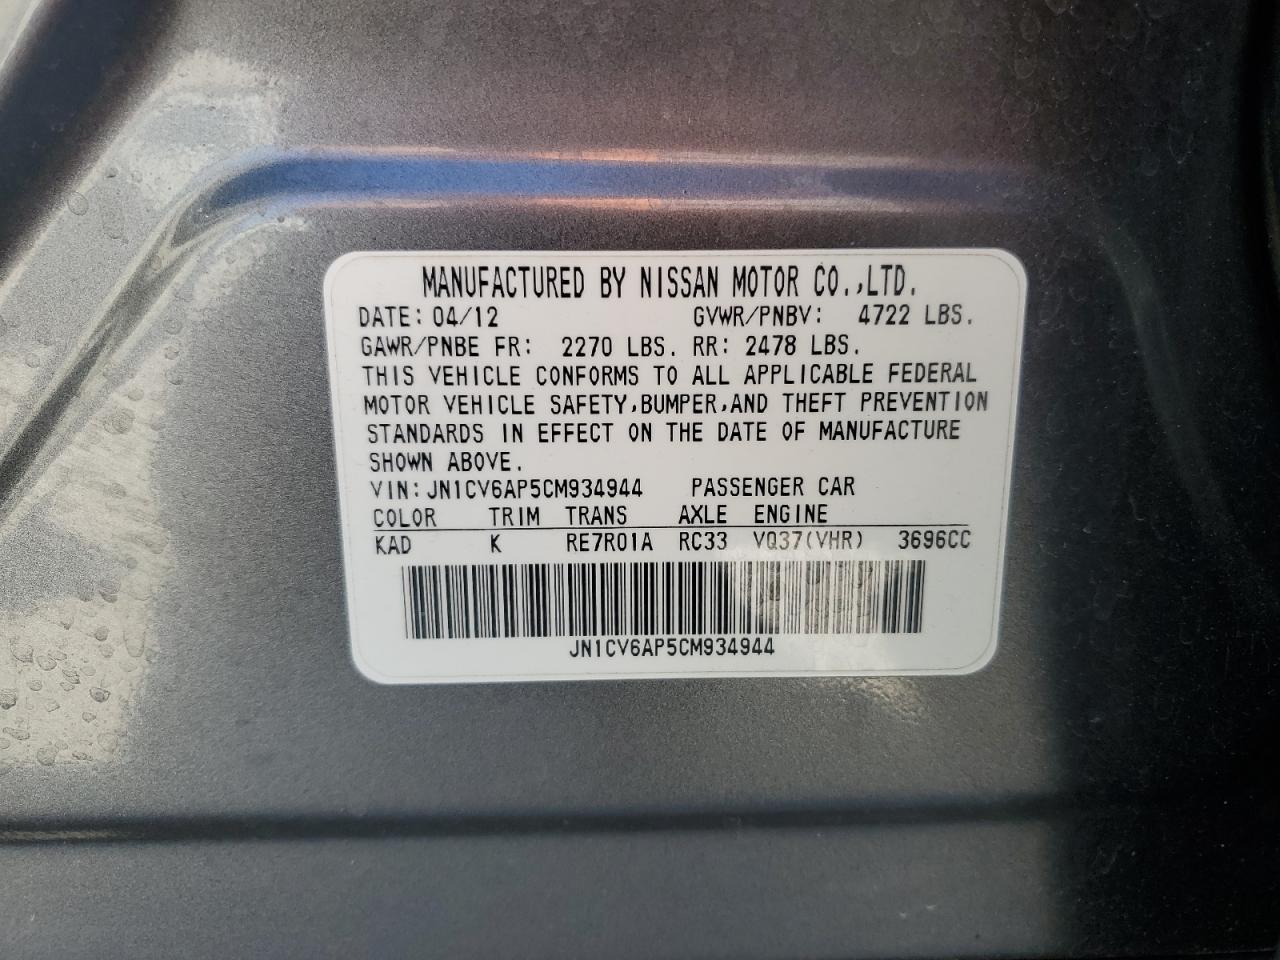 MANUFACTURED BY NISSAN MOTOR CO.,LTD.
DATE: 04/12 GVWR/PNBV: 4722 LBS.
GAWR/PNBE FR: 2270 LBS. RR: 2478 LBS.
THIS VEHICLE CONFORMS TO ALL APPLICABLE FEDERAL
MOTOR VEHICLE SAFETY,BUMPER,AND THEFT PREVENTION
STANDARDS IN EFFECT ON THE DATE OF MANUFACTURE
SHOWN ABOVE.
VIN: JN1CV6AP5CM934944 PASSENGER CAR
COLOR TRIM TRANS AXLE ENGINE
KAD K RE7R01A RC33 VQ37(VHR) 3696CC
JN1CV6AP5CM934944